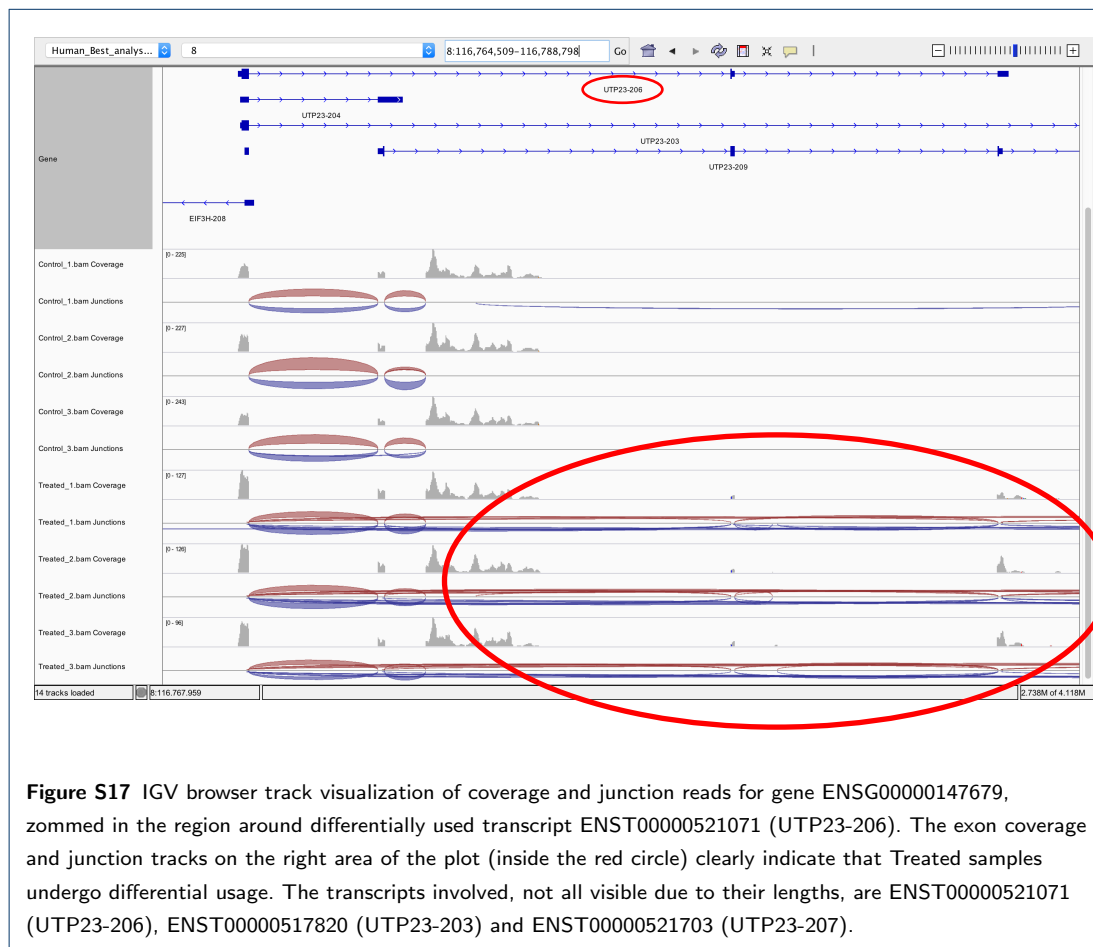 Human_Best_analys... 8 8:116,764,509-116,788,798 Go
UTP23-206
UTP23-204
UTP23-203
Gene
UTP23-209
EIF3H-208
Control_1.bam Coverage [0 - 225]
Control_1.bam Junctions
Control_2.bam Coverage [0 - 227]
Control_2.bam Junctions
Control_3.bam Coverage [0 - 243]
Control_3.bam Junctions
Treated_1.bam Coverage [0 - 127]
Treated_1.bam Junctions
Treated_2.bam Coverage [0 - 126]
Treated_2.bam Junctions
Treated_3.bam Coverage [0 - 96]
Treated_3.bam Junctions
14 tracks loaded 8:116.767.959 2.738M of 4.118M
Figure S17 IGV browser track visualization of coverage and junction reads for gene ENSG00000147679,
zommed in the region around differentially used transcript ENST00000521071 (UTP23-206). The exon coverage
and junction tracks on the right area of the plot (inside the red circle) clearly indicate that Treated samples
undergo differential usage. The transcripts involved, not all visible due to their lengths, are ENST00000521071
(UTP23-206), ENST00000517820 (UTP23-203) and ENST00000521703 (UTP23-207).